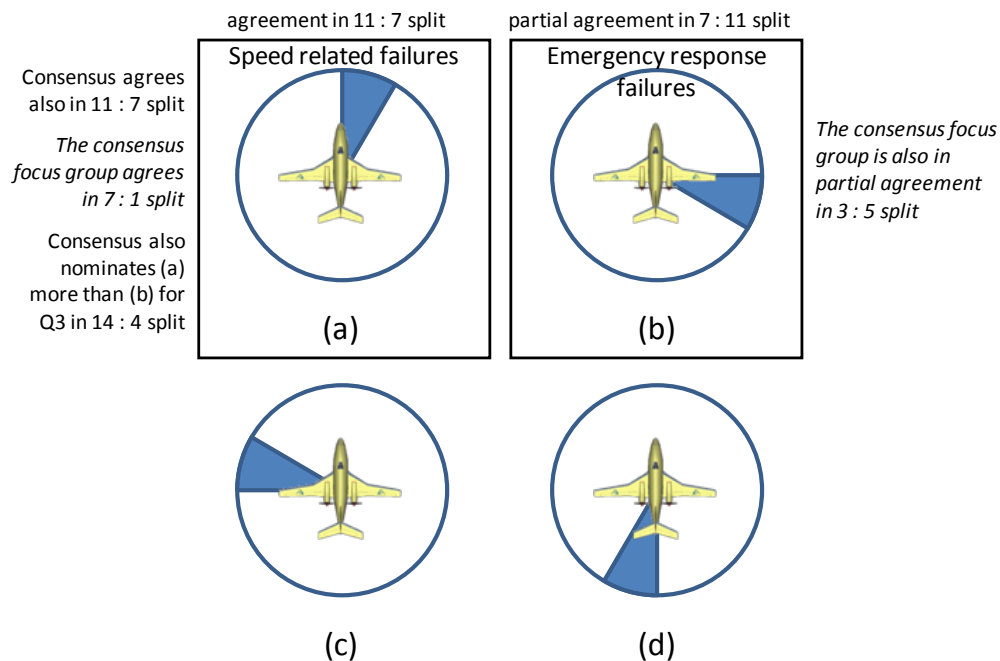 agreement in 11 : 7 split
partial agreement in 7 : 11 split
Speed related failures
Emergency response
failures
Consensus agrees
also in 11 : 7 split
The consensus
focus group agrees
in 7 : 1 split
Consensus also
nominates (a)
more than (b) for
Q3 in 14 : 4 split
The consensus focus
group is also in
partial agreement
in 3 : 5 split
(a)
(b)
(c)
(d)